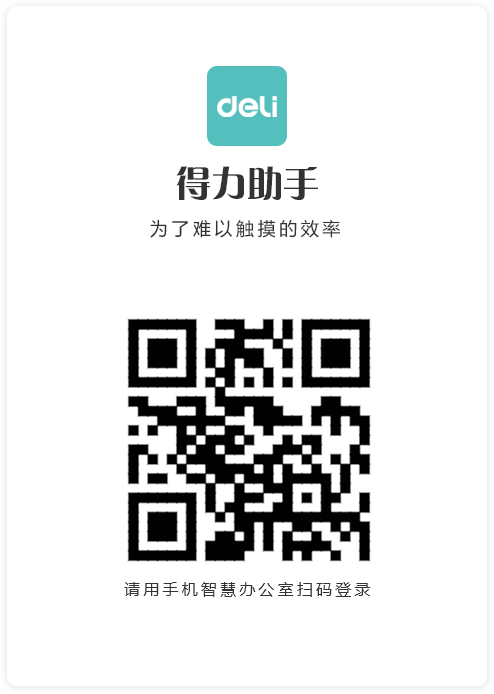 deli
得力助手
为了难以触摸的效率
请用手机智慧办公室扫码登录